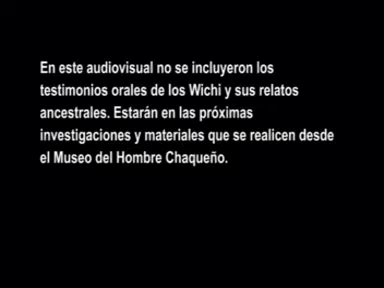 En este audiovisual no se incluyeron los
testimonios orales de los Wichi y sus relatos
ancestrales. Estarán en las próximas
investigaciones y materiales que se realicen desde
el Museo del Hombre Chaqueño.